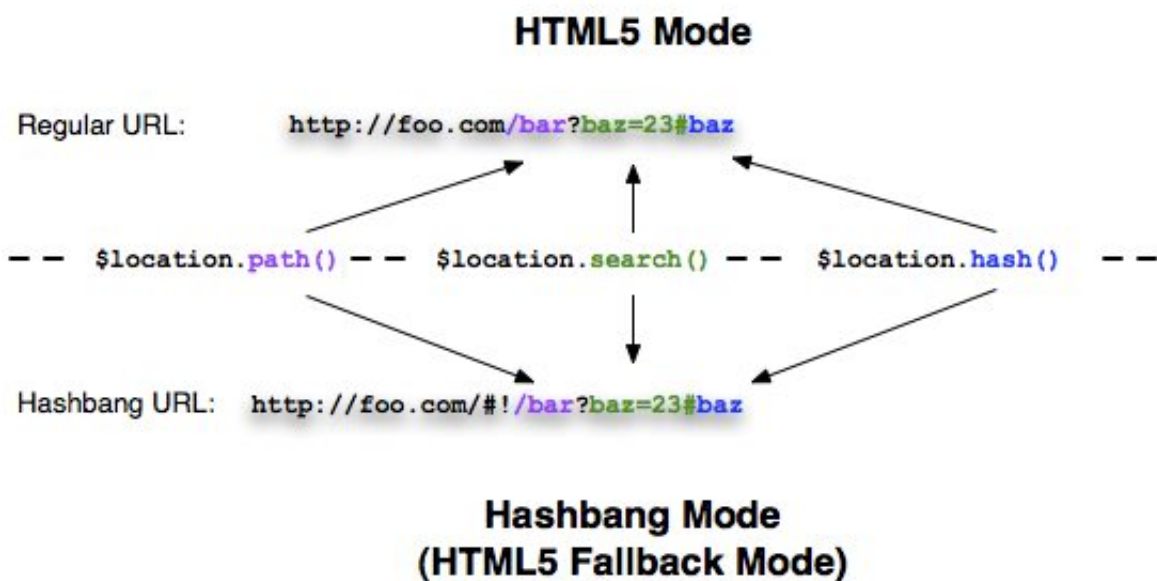 HTML5 Mode
Regular URL: http://foo.com/bar?baz=23#baz
$location.path() $location.search() $location.hash()
Hashbang URL: http://foo.com/#!/bar?baz=23#baz
Hashbang Mode
(HTML5 Fallback Mode)